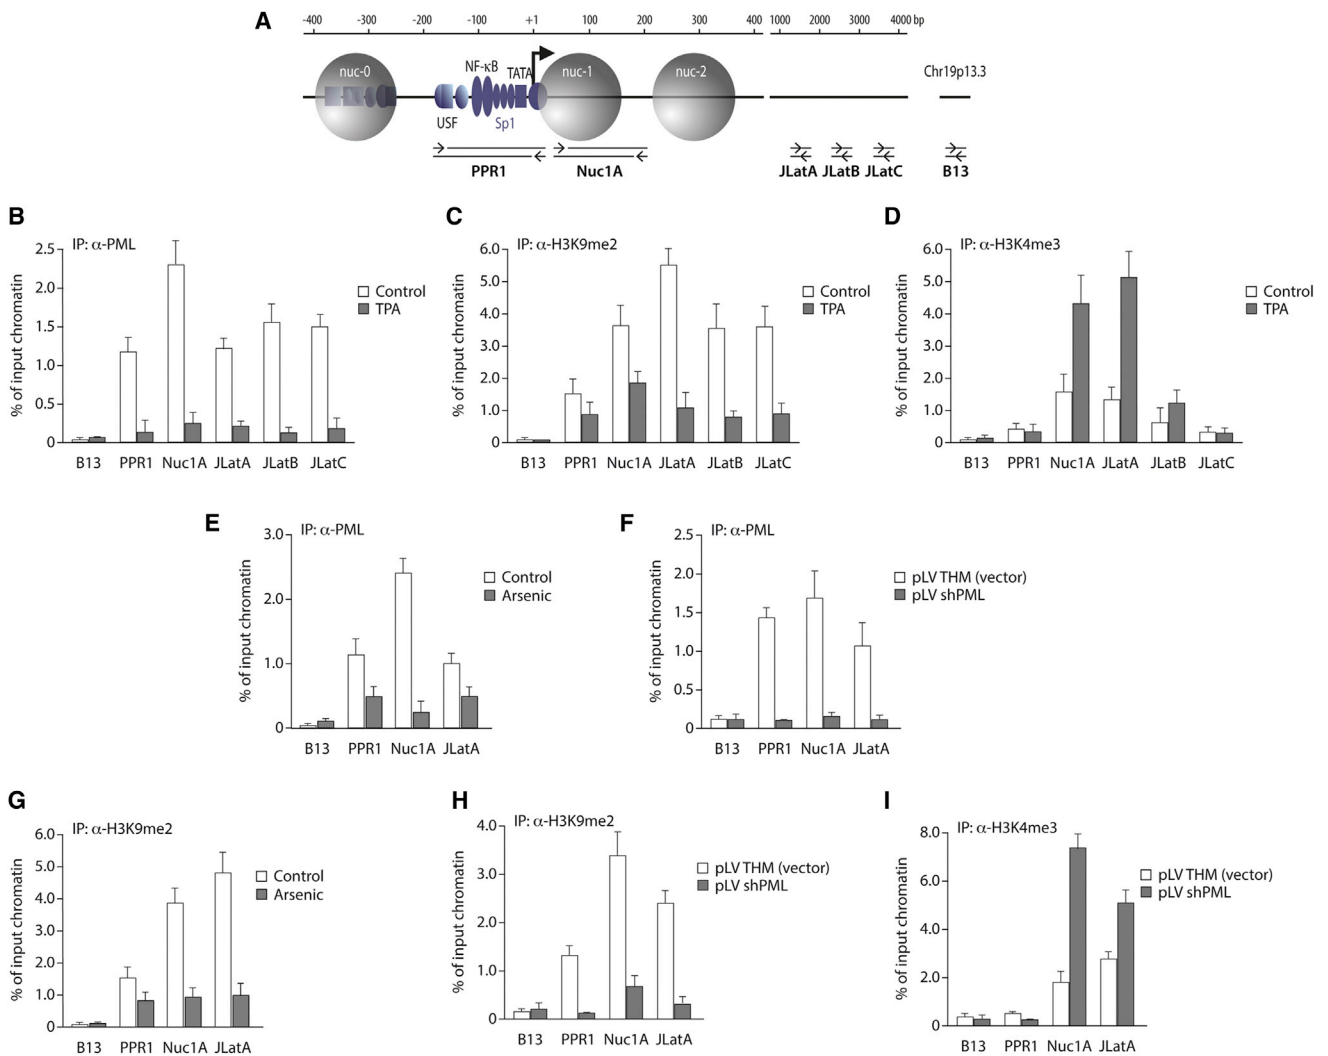 A
-400 -300 -200 -100 +1 100 200 300 400 1000 2000 3000 4000 bp
nuc-0 NF-κB TATA nuc-1 nuc-2 Chr19p13.3
USF Sp1
PPR1 Nuc1A JLatA JLatB JLatC B13
B
IP: α-PML
% of input chromatin
2.5
2.0
1.5
1.0
0.5
0
B13 PPR1 Nuc1A JLatA JLatB JLatC
Control
TPA
C
IP: α-H3K9me2
% of input chromatin
6.0
5.0
4.0
3.0
2.0
1.0
0
B13 PPR1 Nuc1A JLatA JLatB JLatC
Control
TPA
D
IP: α-H3K4me3
% of input chromatin
6.0
5.0
4.0
3.0
2.0
1.0
0
B13 PPR1 Nuc1A JLatA JLatB JLatC
Control
TPA
E
IP: α-PML
% of input chromatin
3.0
2.0
1.0
0
B13 PPR1 Nuc1A JLatA
Control
Arsenic
F
IP: α-PML
% of input chromatin
2.5
2.0
1.5
1.0
0.5
0
B13 PPR1 Nuc1A JLatA
pLV THM (vector)
pLV shPML
G
IP: α-H3K9me2
% of input chromatin
6.0
5.0
4.0
3.0
2.0
1.0
0
B13 PPR1 Nuc1A JLatA
Control
Arsenic
H
IP: α-H3K9me2
% of input chromatin
4.0
3.0
2.0
1.0
0
B13 PPR1 Nuc1A JLatA
pLV THM (vector)
pLV shPML
I
IP: α-H3K4me3
% of input chromatin
8.0
6.0
4.0
2.0
0
B13 PPR1 Nuc1A JLatA
pLV THM (vector)
pLV shPML